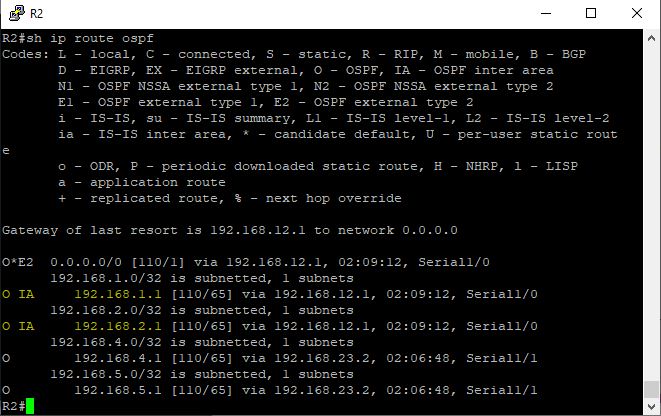 R2
R2#sh ip route ospf
Codes: L - local, C - connected, S - static, R - RIP, M - mobile, B - BGP
       D - EIGRP, EX - EIGRP external, O - OSPF, IA - OSPF inter area
       N1 - OSPF NSSA external type 1, N2 - OSPF NSSA external type 2
       E1 - OSPF external type 1, E2 - OSPF external type 2
       i - IS-IS, su - IS-IS summary, L1 - IS-IS level-1, L2 - IS-IS level-2
       ia - IS-IS inter area, * - candidate default, U - per-user static rout
e
       o - ODR, P - periodic downloaded static route, H - NHRP, l - LISP
       a - application route
       + - replicated route, % - next hop override
Gateway of last resort is 192.168.12.1 to network 0.0.0.0
O*E2  0.0.0.0/0 [110/1] via 192.168.12.1, 02:09:12, Serial1/0
      192.168.1.0/32 is subnetted, 1 subnets
O IA     192.168.1.1 [110/65] via 192.168.12.1, 02:09:12, Serial1/0
      192.168.2.0/32 is subnetted, 1 subnets
O IA     192.168.2.1 [110/65] via 192.168.12.1, 02:09:12, Serial1/0
      192.168.4.0/32 is subnetted, 1 subnets
O        192.168.4.1 [110/65] via 192.168.23.2, 02:06:48, Serial1/1
      192.168.5.0/32 is subnetted, 1 subnets
O        192.168.5.1 [110/65] via 192.168.23.2, 02:06:48, Serial1/1
R2#